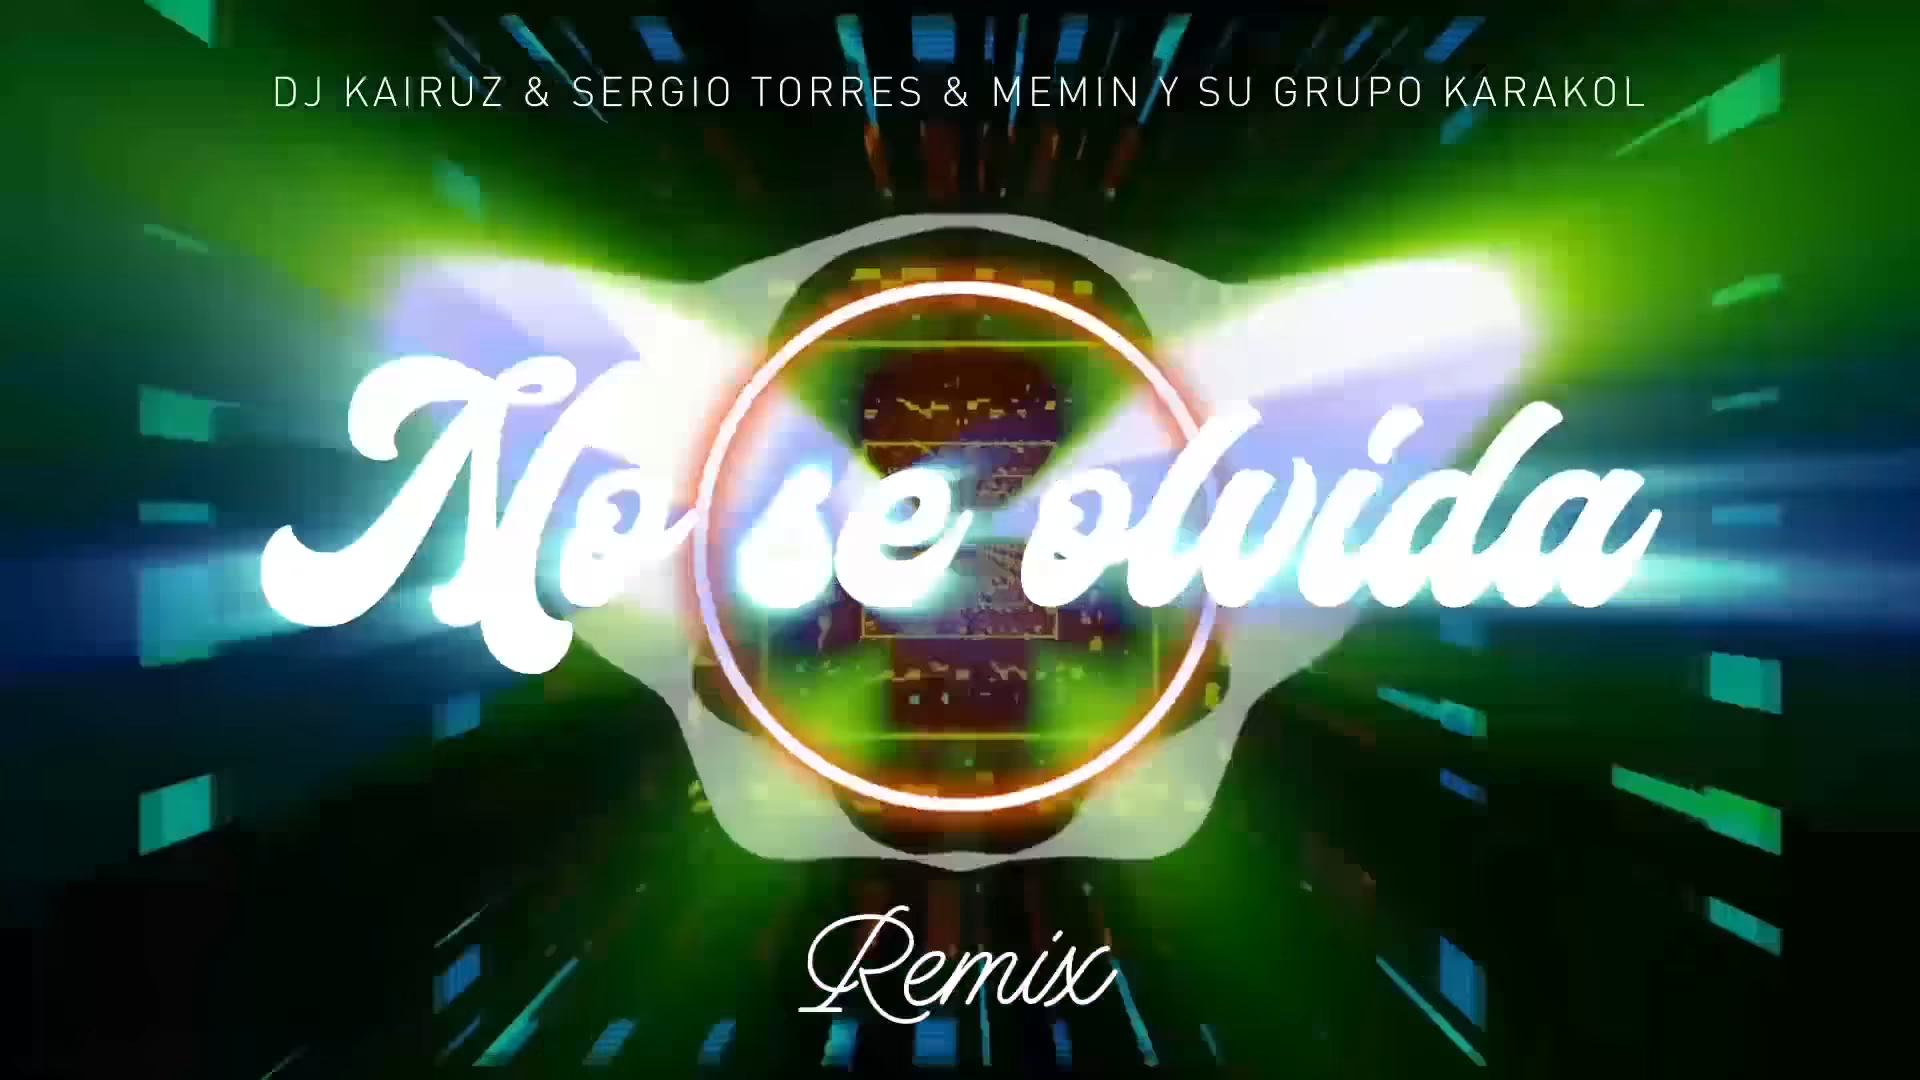 DJ KAIRUZ & SERGIO TORRES & MEMIN Y SU GRUPO KARAKOL
No se olvida
Remix